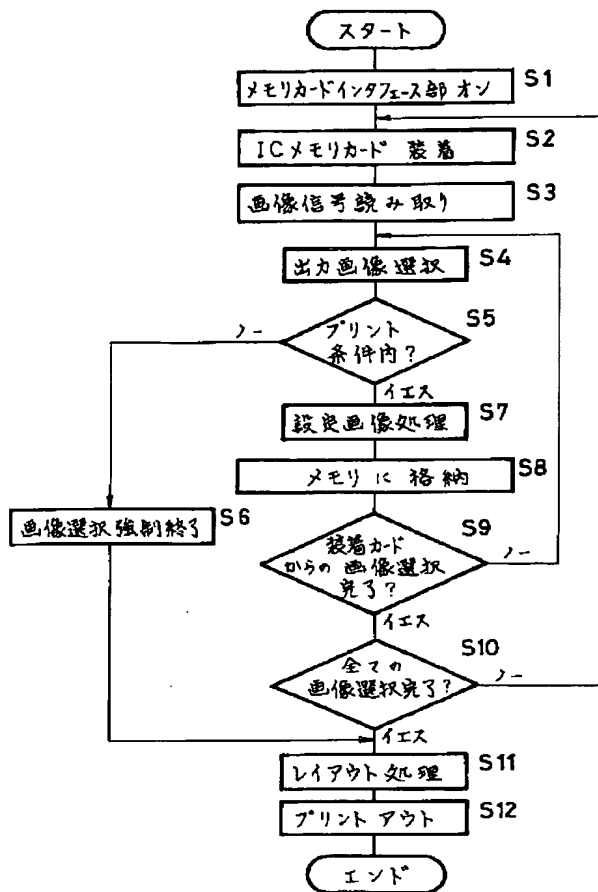 スタート
メモリカードインタフェース部オン
S1
ICメモリカード 装着
S2
画像信号読み取り
S3
出力画像選択
S4
プリント
条件内?
S5
ノー
イエス
設定画像処理
S7
メモリに格納
S8
画像選択強制終了
S6
装着カード
からの画像選択
完了?
S9
ノー
イエス
全ての
画像選択完了?
S10
ノー
イエス
レイアウト処理
S11
プリントアウト
S12
エンド